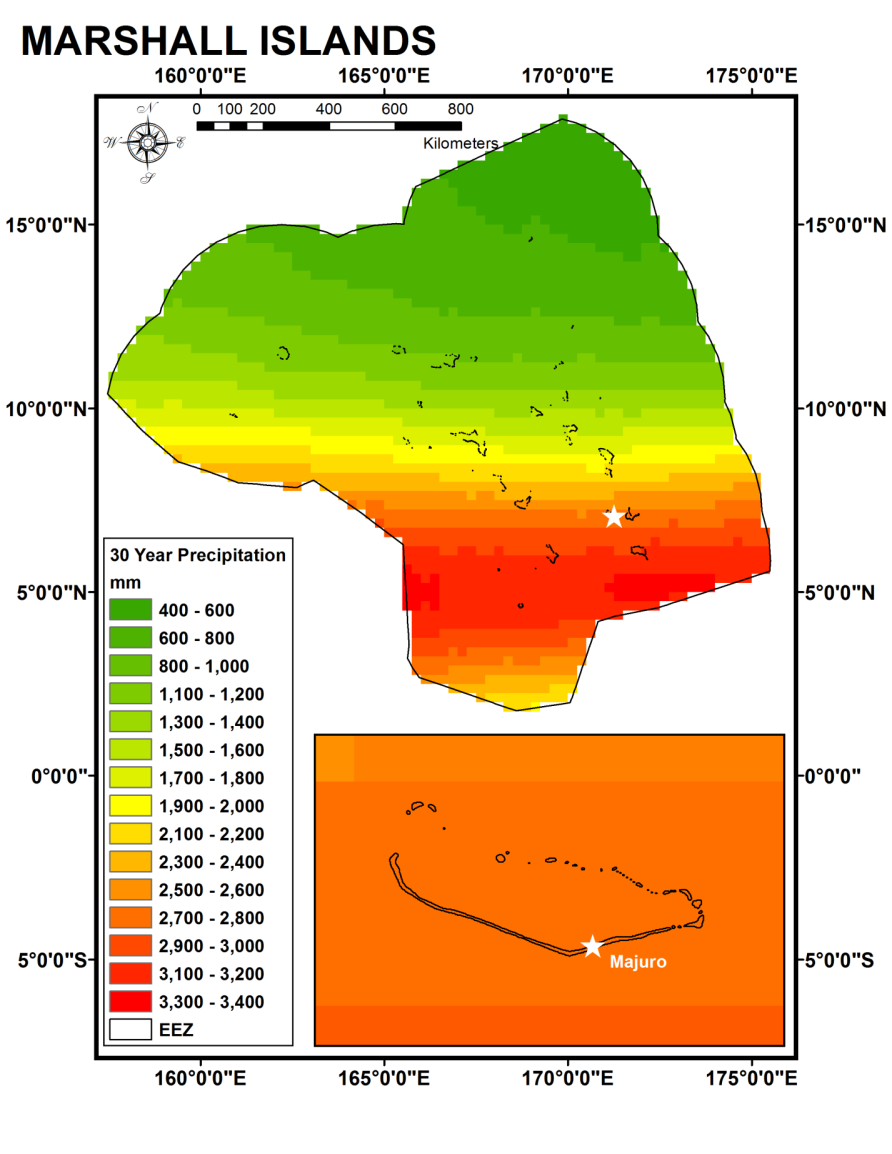 MARSHALL ISLANDS
160°0'0"E 165°0'0"E 170°0'0"E 175°0'0"E
N
W E
S
0 100 200 400 600 800
Kilometers
15°0'0"N 15°0'0"N
10°0'0"N 10°0'0"N
5°0'0"N 5°0'0"N
0°0'0" 0°0'0"
5°0'0"S 5°0'0"S
30 Year Precipitation
mm
400 - 600
600 - 800
800 - 1,000
1,100 - 1,200
1,300 - 1,400
1,500 - 1,600
1,700 - 1,800
1,900 - 2,000
2,100 - 2,200
2,300 - 2,400
2,500 - 2,600
2,700 - 2,800
2,900 - 3,000
3,100 - 3,200
3,300 - 3,400
EEZ
Majuro
160°0'0"E 165°0'0"E 170°0'0"E 175°0'0"E